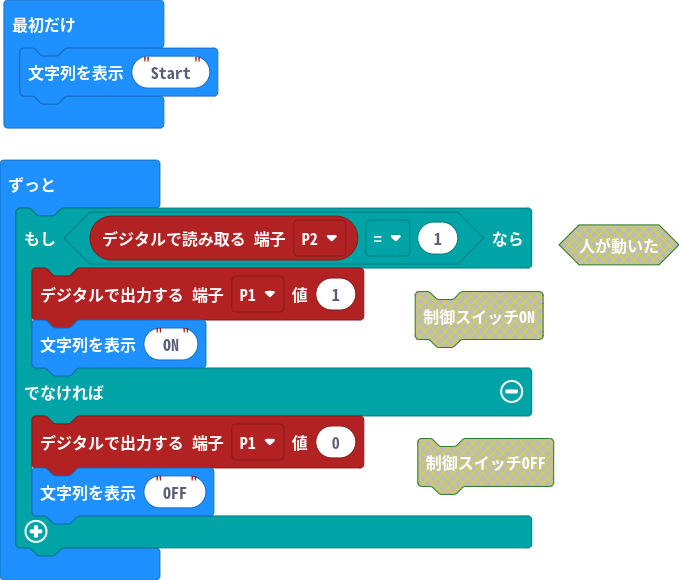 最初だけ
文字列を表示 "Start"
ずっと
もし デジタルで読み取る 端子 P2 = 1 なら 人が動いた
デジタルで出力する 端子 P1 値 1
制御スイッチON
文字列を表示 "ON"
でなければ
デジタルで出力する 端子 P1 値 0
制御スイッチOFF
文字列を表示 "OFF"